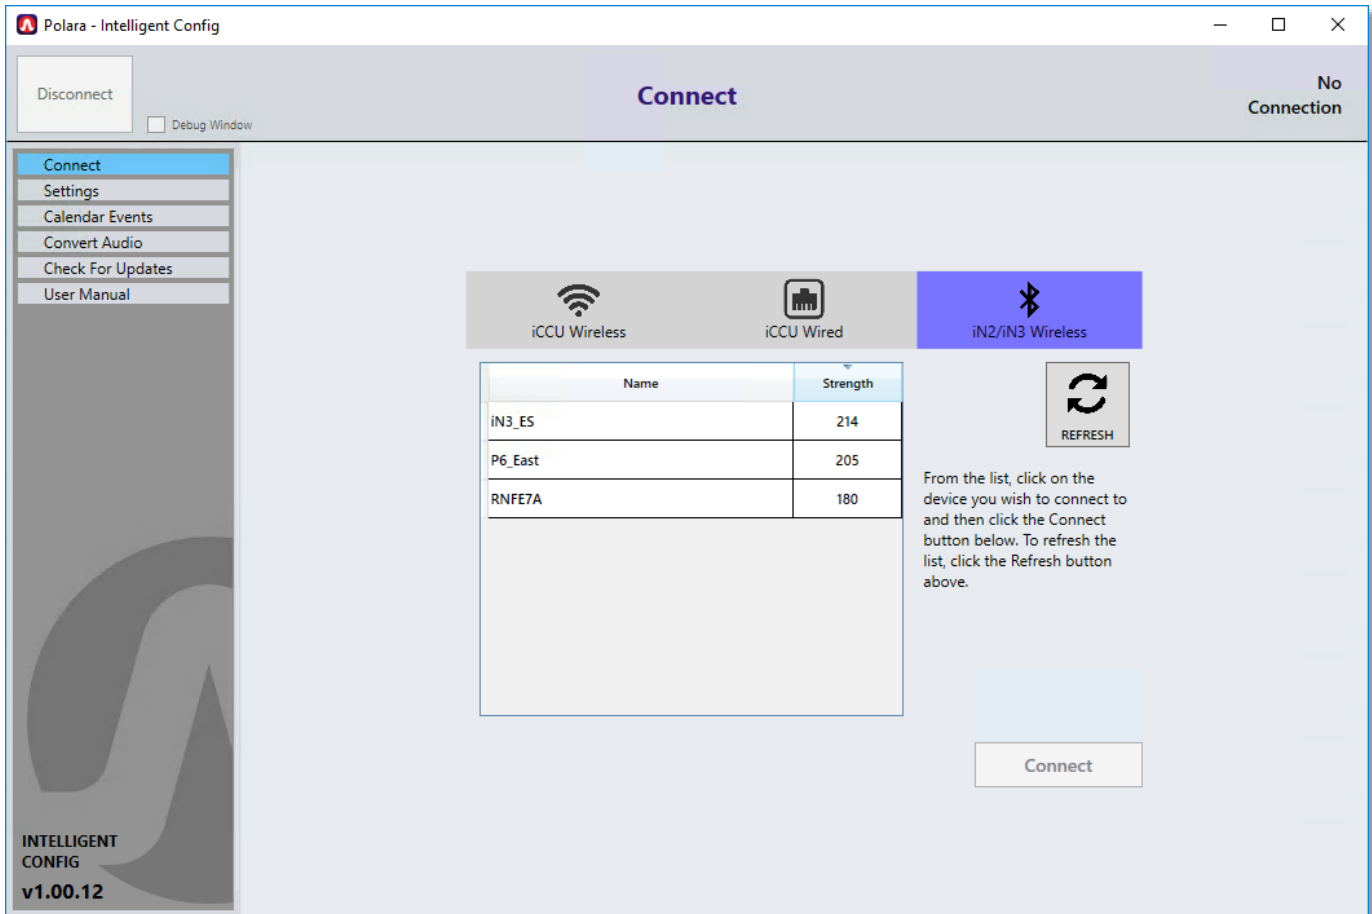 Polara - Intelligent Config
Disconnect
Debug Window
Connect
No
Connection
Connect
Settings
Calendar Events
Convert Audio
Check For Updates
User Manual
INTELLIGENT
CONFIG
v1.00.12
iCCU Wireless
iCCU Wired
iN2/iN3 Wireless
Name Strength
iN3_ES 214
P6_East 205
RNFE7A 180
REFRESH
From the list, click on the
device you wish to connect to
and then click the Connect
button below. To refresh the
list, click the Refresh button
above.
Connect